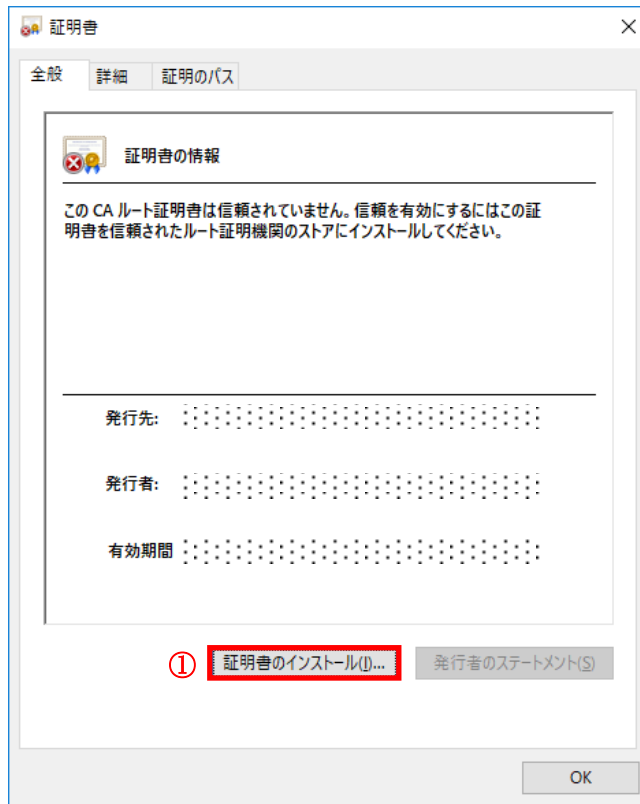 証明書
全般 詳細 証明のパス
証明書の情報
この CA ルート証明書は信頼されていません。信頼を有効にするにはこの証
明書を信頼されたルート証明機関のストアにインストールしてください。
発行先:
発行者:
有効期間
① 証明書のインストール(I)... 発行者のステートメント(S)
OK